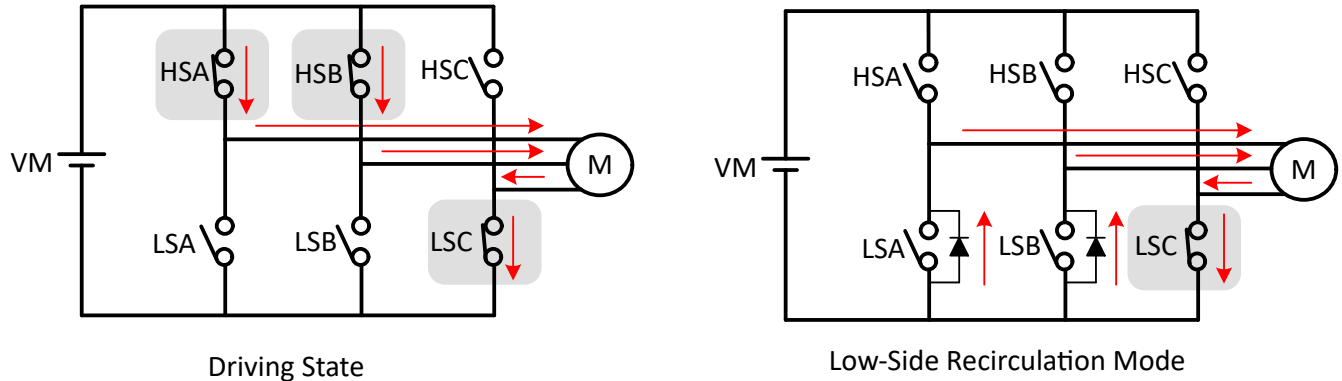 HSA
HSB
HSC
VM
M
LSA
LSB
LSC
Driving State
HSA
HSB
HSC
VM
M
LSA
LSB
LSC
Low-Side Recirculation Mode